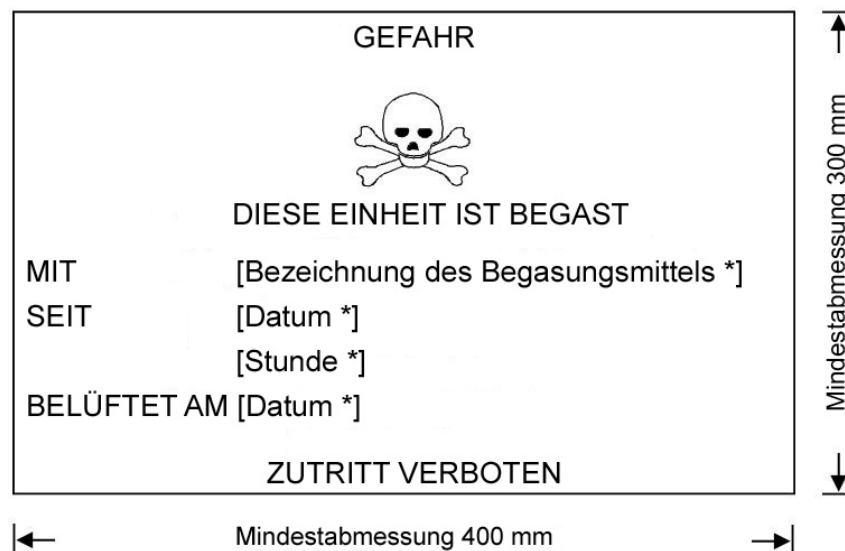 GEFAHR
DIESE EINHEIT IST BEGAST
MIT [Bezeichnung des Begasungsmittels *]
SEIT [Datum *]
[Stunde *]
BELÜFTET AM [Datum *]
ZUTRITT VERBOTEN
Mindestabmessung 400 mm
Mindestabmessung 300 mm